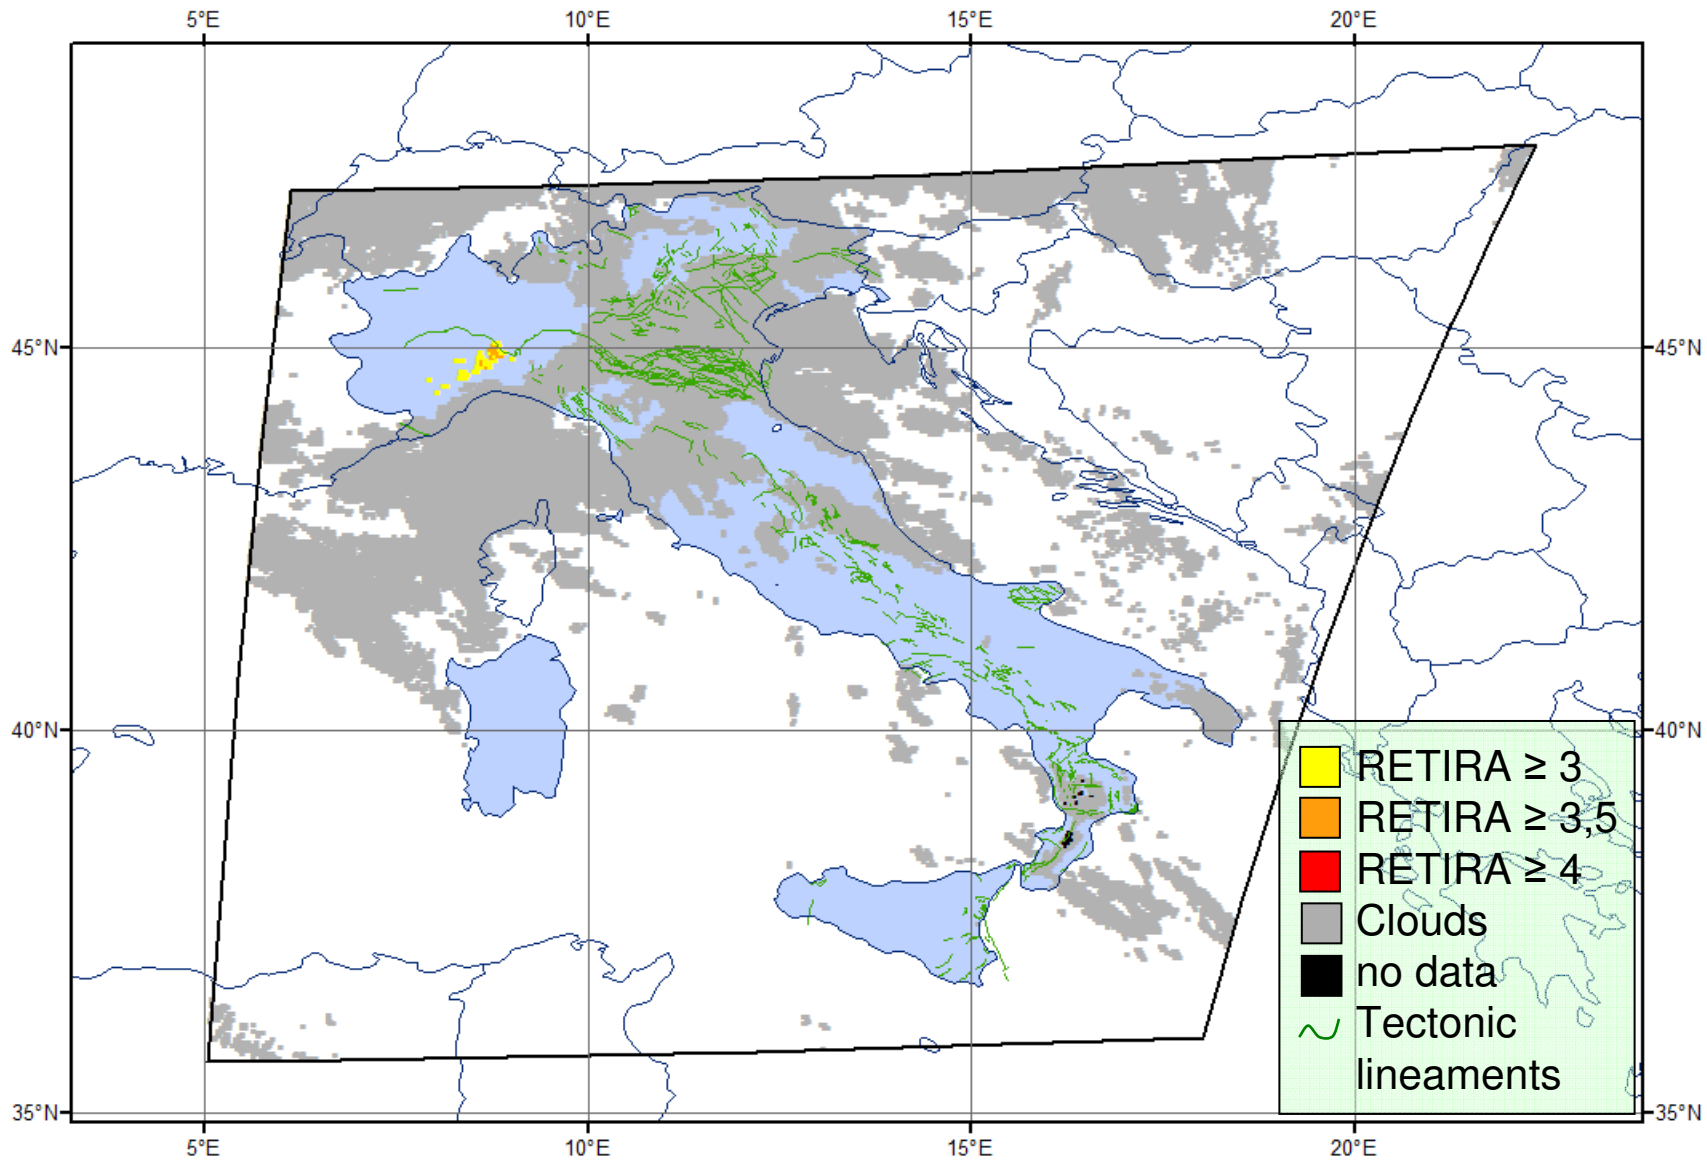 5°E 10°E 15°E 20°E
45°N 45°N
40°N 40°N
RETIRA ≥ 3
RETIRA ≥ 3,5
RETIRA ≥ 4
Clouds
no data
Tectonic
lineaments
35°N 35°N
5°E 10°E 15°E 20°E